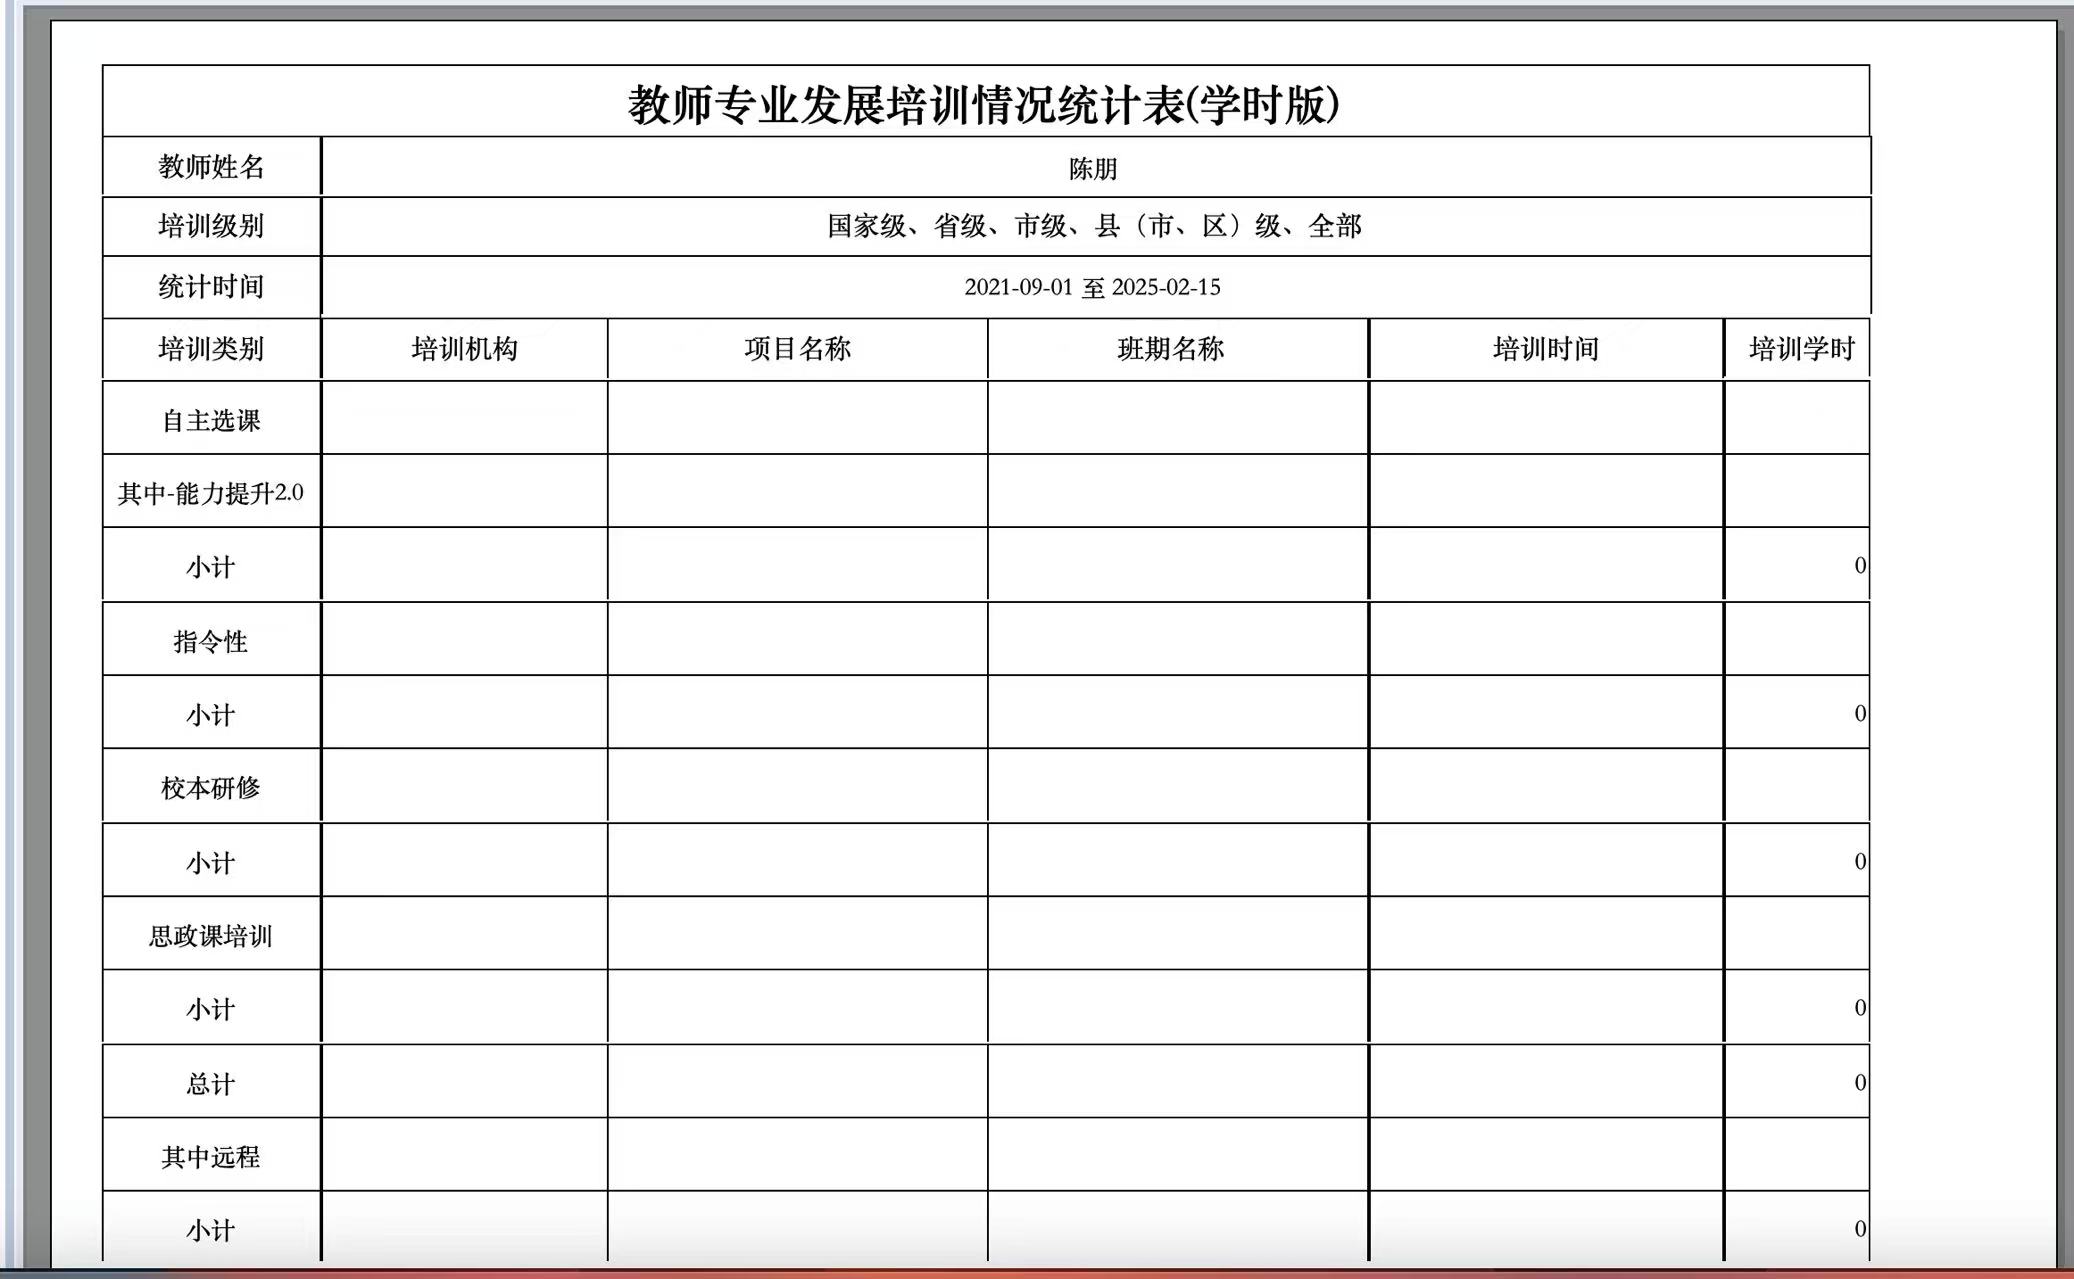 教师专业发展培训情况统计表(学时版)
教师姓名 陈朋
培训级别 国家级、省级、市级、县（市、区）级、全部
统计时间 2021-09-01 至 2025-02-15
培训类别 培训机构 项目名称 班期名称 培训时间 培训学时
自主选课
其中-能力提升2.0
小计 0
指令性
小计 0
校本研修
小计 0
思政课培训
小计 0
总计 0
其中远程
小计 0